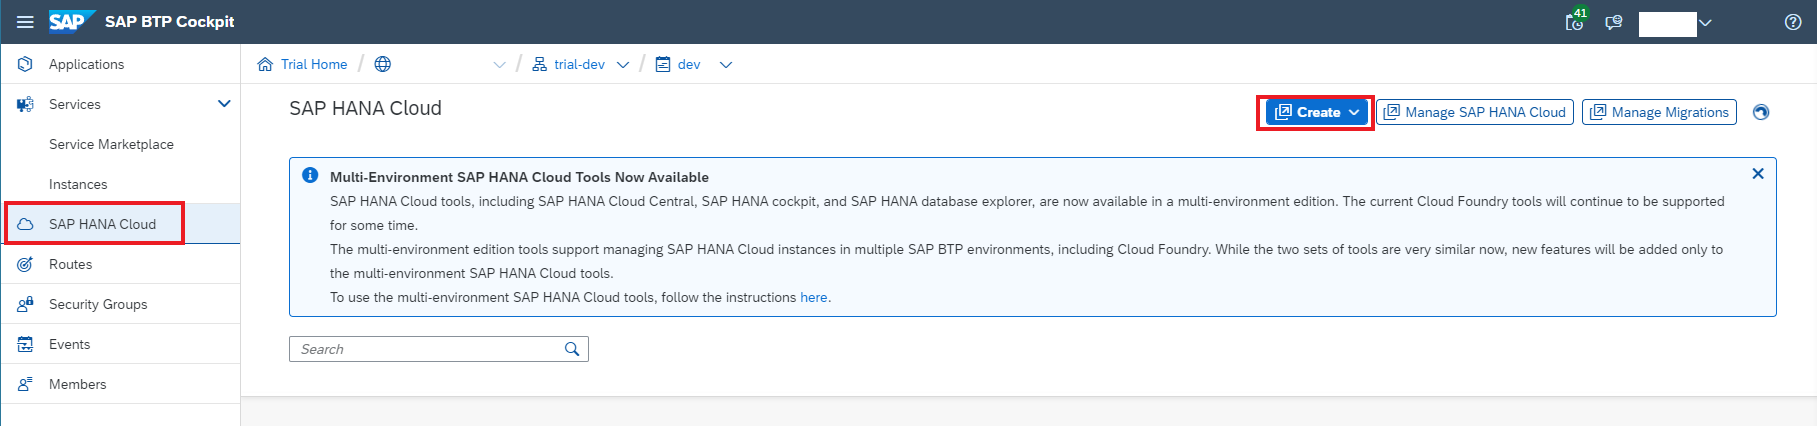 SAP SAP BTP Cockpit 41
Applications
Trial Home / / trial-dev / dev
Services
SAP HANA Cloud
Create Manage SAP HANA Cloud Manage Migrations
Service Marketplace
Instances
SAP HANA Cloud
Routes
Security Groups
Events
Members
Multi-Environment SAP HANA Cloud Tools Now Available
SAP HANA Cloud tools, including SAP HANA Cloud Central, SAP HANA cockpit, and SAP HANA database explorer, are now available in a multi-environment edition. The current Cloud Foundry tools will continue to be supported
for some time.
The multi-environment edition tools support managing SAP HANA Cloud instances in multiple SAP BTP environments, including Cloud Foundry. While the two sets of tools are very similar now, new features will be added only to
the multi-environment SAP HANA Cloud tools.
To use the multi-environment SAP HANA Cloud tools, follow the instructions here.
Search